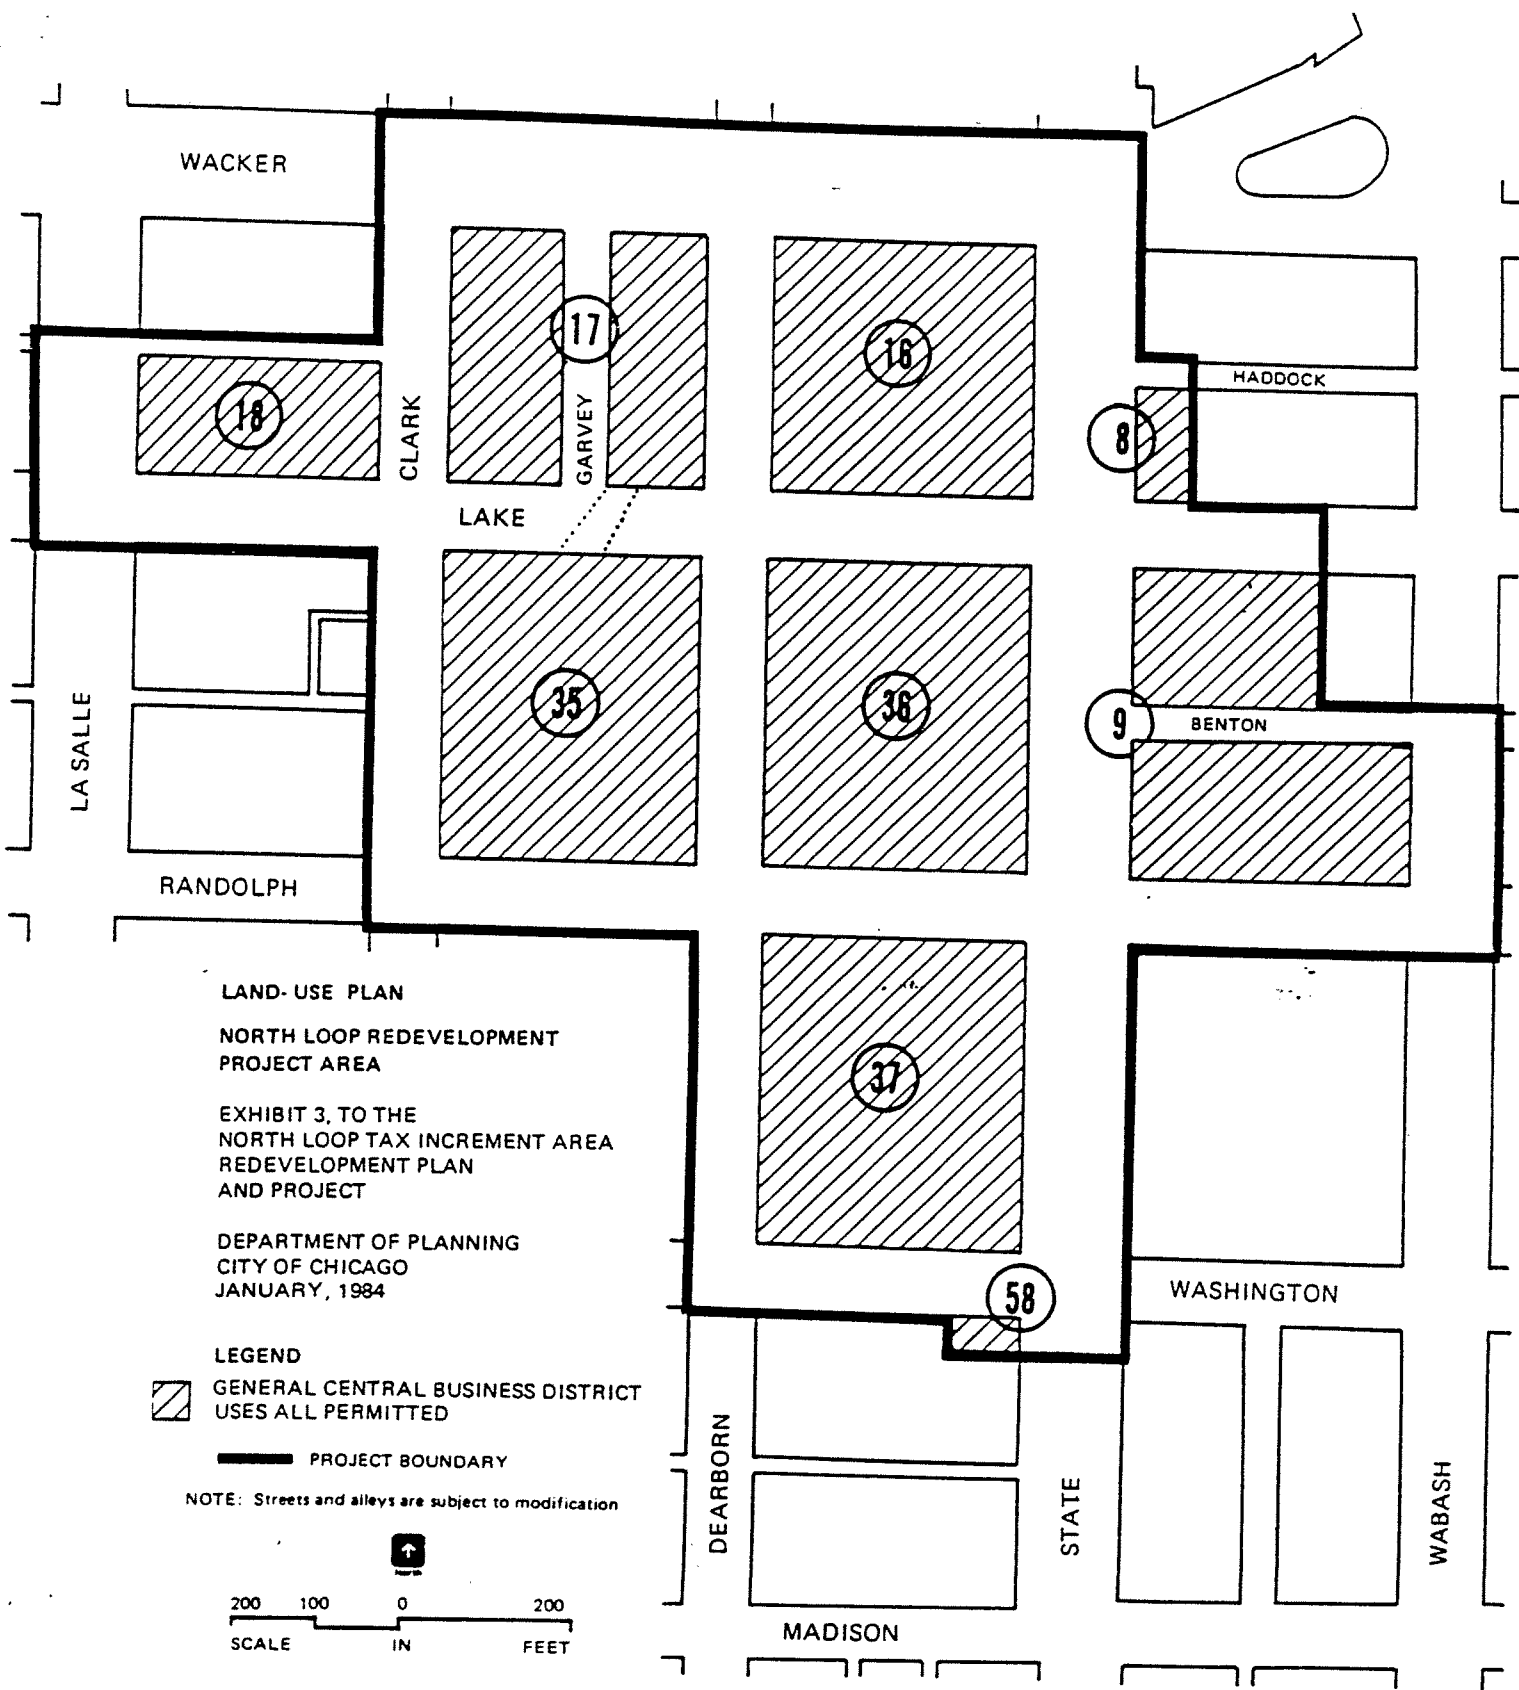 WACKER
17
16
HADDOCK
18
CLARK
GARVEY
8
LAKE
35
36
9
BENTON
LA SALLE
RANDOLPH
LAND-USE PLAN
NORTH LOOP REDEVELOPMENT
PROJECT AREA
EXHIBIT 3, TO THE
NORTH LOOP TAX INCREMENT AREA
REDEVELOPMENT PLAN
AND PROJECT
DEPARTMENT OF PLANNING
CITY OF CHICAGO
JANUARY, 1984
37
58
WASHINGTON
LEGEND
GENERAL CENTRAL BUSINESS DISTRICT
USES ALL PERMITTED
PROJECT BOUNDARY
NOTE: Streets and alleys are subject to modification
DEARBORN
STATE
WABASH
North
200 100 0 200
SCALE IN FEET
MADISON